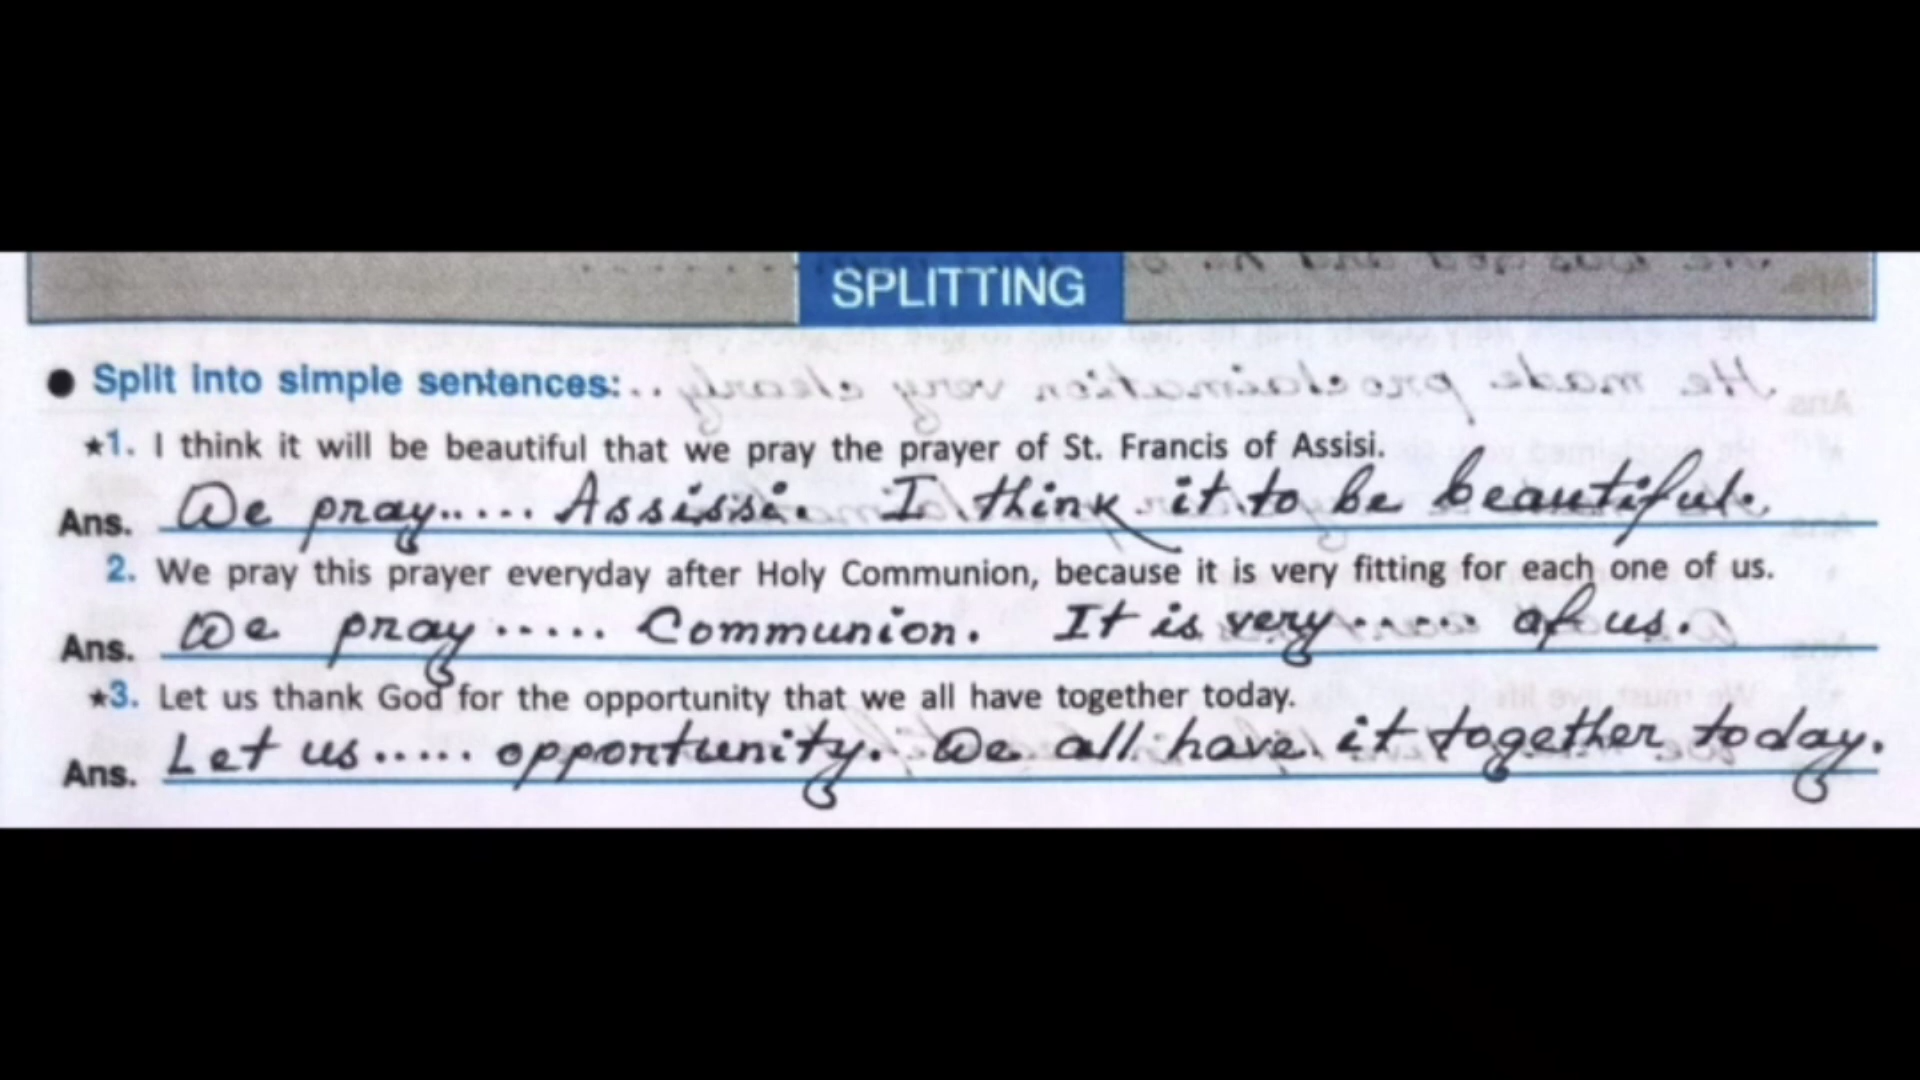 SPLITTING
● Split into simple sentences:
★1. I think it will be beautiful that we pray the prayer of St. Francis of Assisi.
Ans. We pray...... Assissi. I think it to be beautiful.
2. We pray this prayer everyday after Holy Communion, because it is very fitting for each one of us.
Ans. We pray...... Communion. It is very...... of us.
★3. Let us thank God for the opportunity that we all have together today.
Ans. Let us ..... opportunity. We all have it together today.